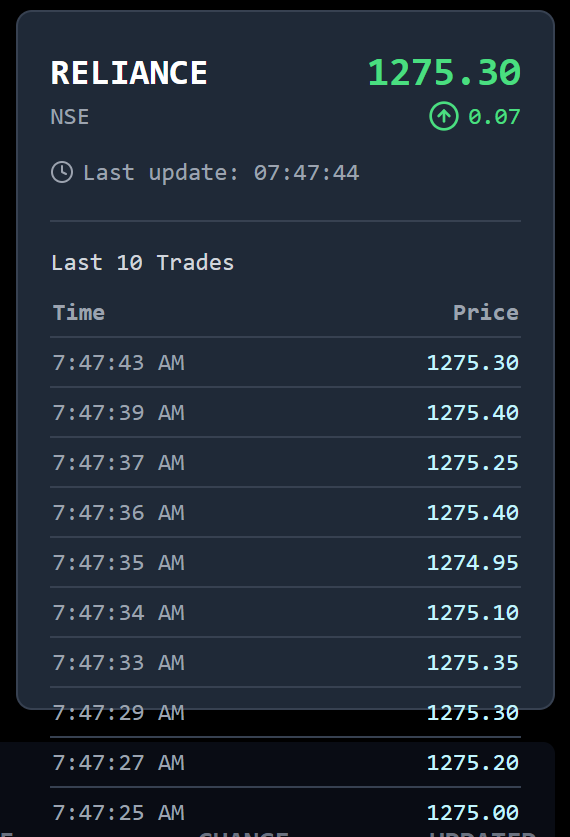 RELIANCE 1275.30
NSE 0.07
Last update: 07:47:44
Last 10 Trades
Time Price
7:47:43 AM 1275.30
7:47:39 AM 1275.40
7:47:37 AM 1275.25
7:47:36 AM 1275.40
7:47:35 AM 1274.95
7:47:34 AM 1275.10
7:47:33 AM 1275.35
7:47:29 AM 1275.30
7:47:27 AM 1275.20
7:47:25 AM 1275.00
CHANGE UPDATED